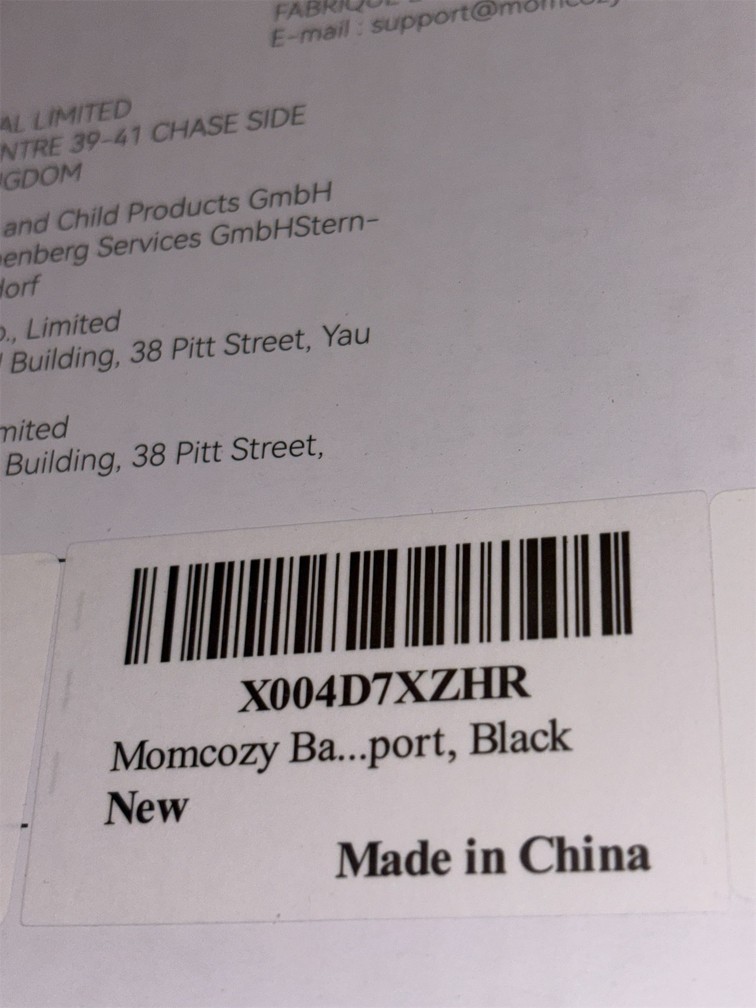 E-mail : support@momcozy
AL LIMITED
NTRE 39-41 CHASE SIDE
GDOM
and Child Products GmbH
enberg Services GmbHStern-
dorf
., Limited
Building, 38 Pitt Street, Yau
mited
Building, 38 Pitt Street,
X004D7XZHR
Momcozy Ba...port, Black
New
Made in China